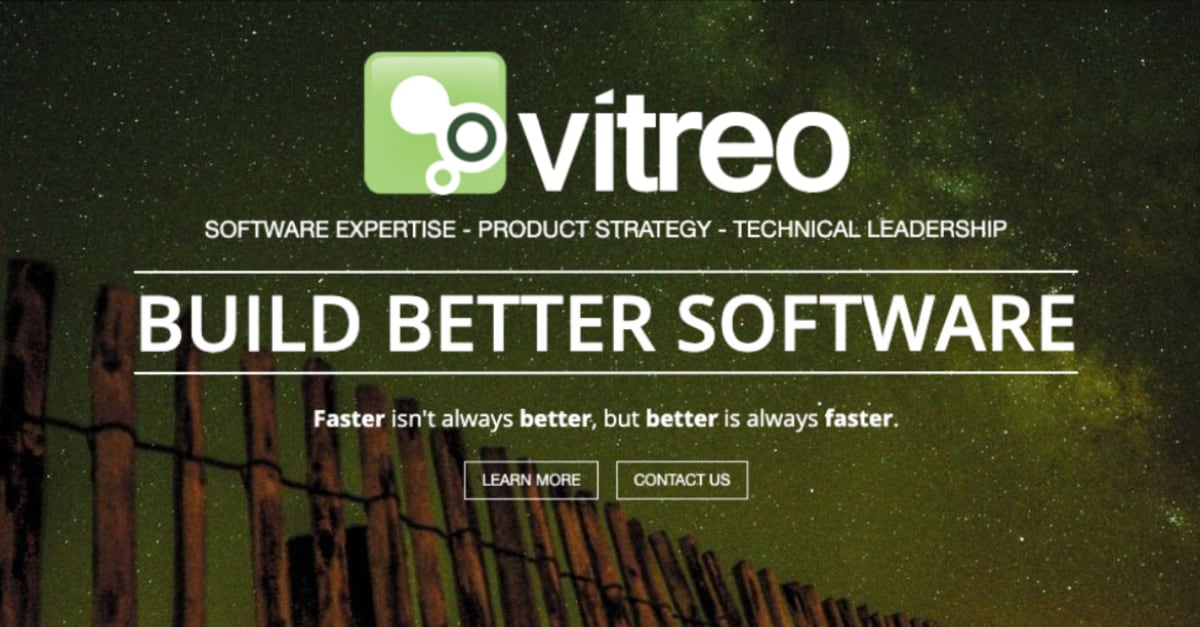 vítreo
SOFTWARE EXPERTISE - PRODUCT STRATEGY - TECHNICAL LEADERSHIP
BUILD BETTER SOFTWARE
Faster isn't always better, but better is always faster.
LEARN MORE
CONTACT US